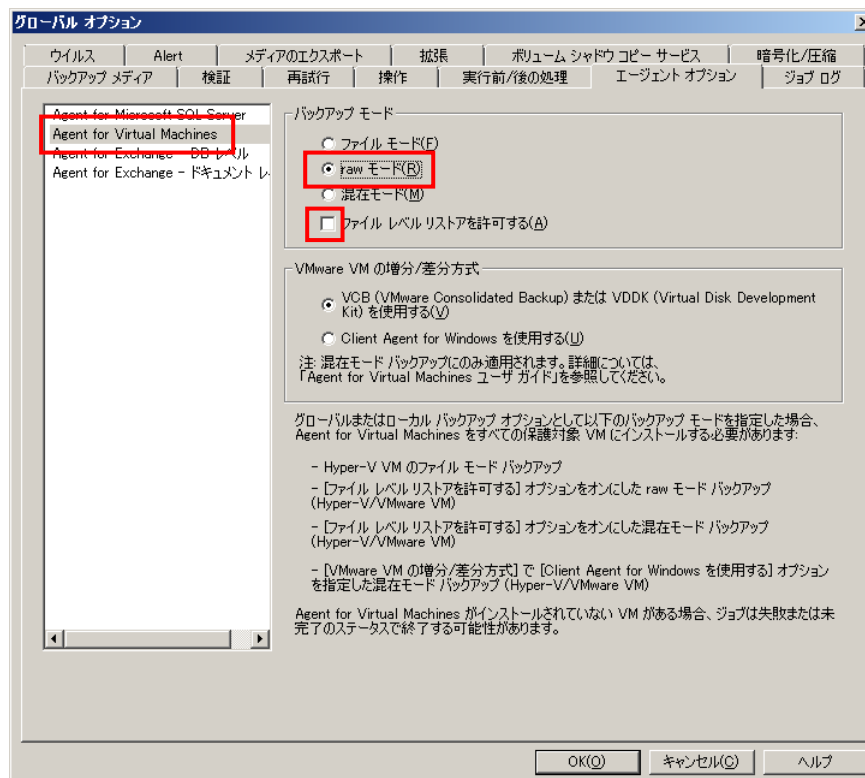 グローバル オプション
ウイルス
Alert
メディアのエクスポート
拡張
ボリューム シャドウ コピー サービス
暗号化/圧縮
バックアップ メディア
検証
再試行
操作
実行前/後の処理
エージェント オプション
ジョブ ログ
Agent for Microsoft SQL Server
Agent for Virtual Machines
Agent for Exchange - DB レベル
Agent for Exchange - ドキュメント レ
バックアップ モード
ファイル モード(F)
raw モード(R)
混在モード(M)
ファイル レベル リストアを許可する(A)
VMware VM の増分/差分方式
VCB (VMware Consolidated Backup) または VDDK (Virtual Disk Development
Kit) を使用する(V)
Client Agent for Windows を使用する(U)
注: 混在モード バックアップにのみ適用されます。詳細については、
「Agent for Virtual Machines ユーザ ガイド」を参照してください。
グローバルまたはローカル バックアップ オプションとして以下のバックアップ モードを指定した場合、
Agent for Virtual Machines をすべての保護対象 VM にインストールする必要があります:
- Hyper-V VM のファイル モード バックアップ
- [ファイル レベル リストアを許可する] オプションをオンにした raw モード バックアップ
(Hyper-V/VMware VM)
- [ファイル レベル リストアを許可する] オプションをオンにした混在モード バックアップ
(Hyper-V/VMware VM)
- [VMware VM の増分/差分方式] で [Client Agent for Windows を使用する] オプション
を指定した混在モード バックアップ (Hyper-V/VMware VM)
Agent for Virtual Machines がインストールされていない VM がある場合、ジョブは失敗または未
完了のステータスで終了する可能性があります。
OK(O)
キャンセル(C)
ヘルプ